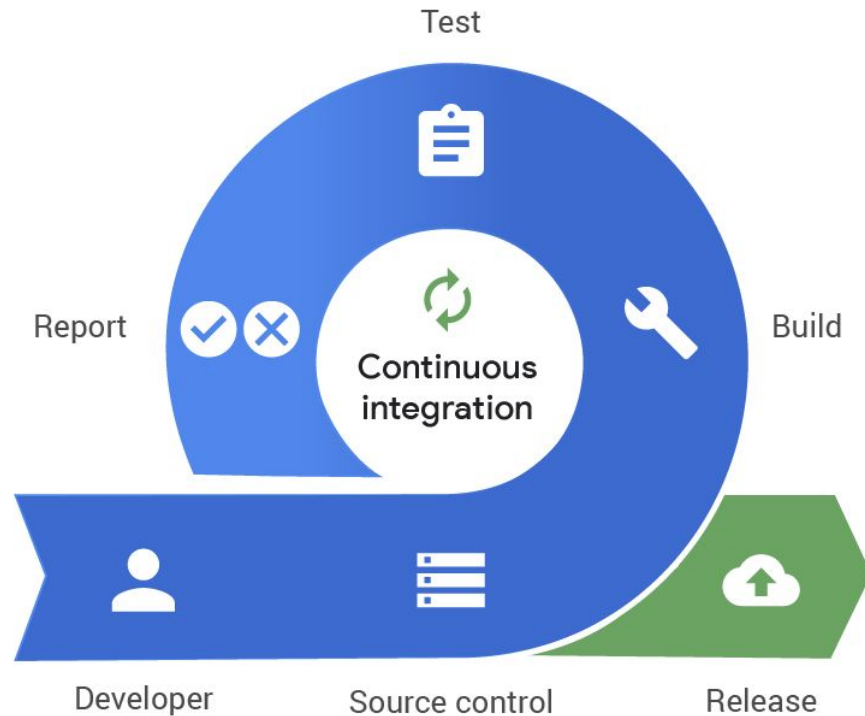 Test
Report
Build
Continuous
integration
Developer
Source control
Release